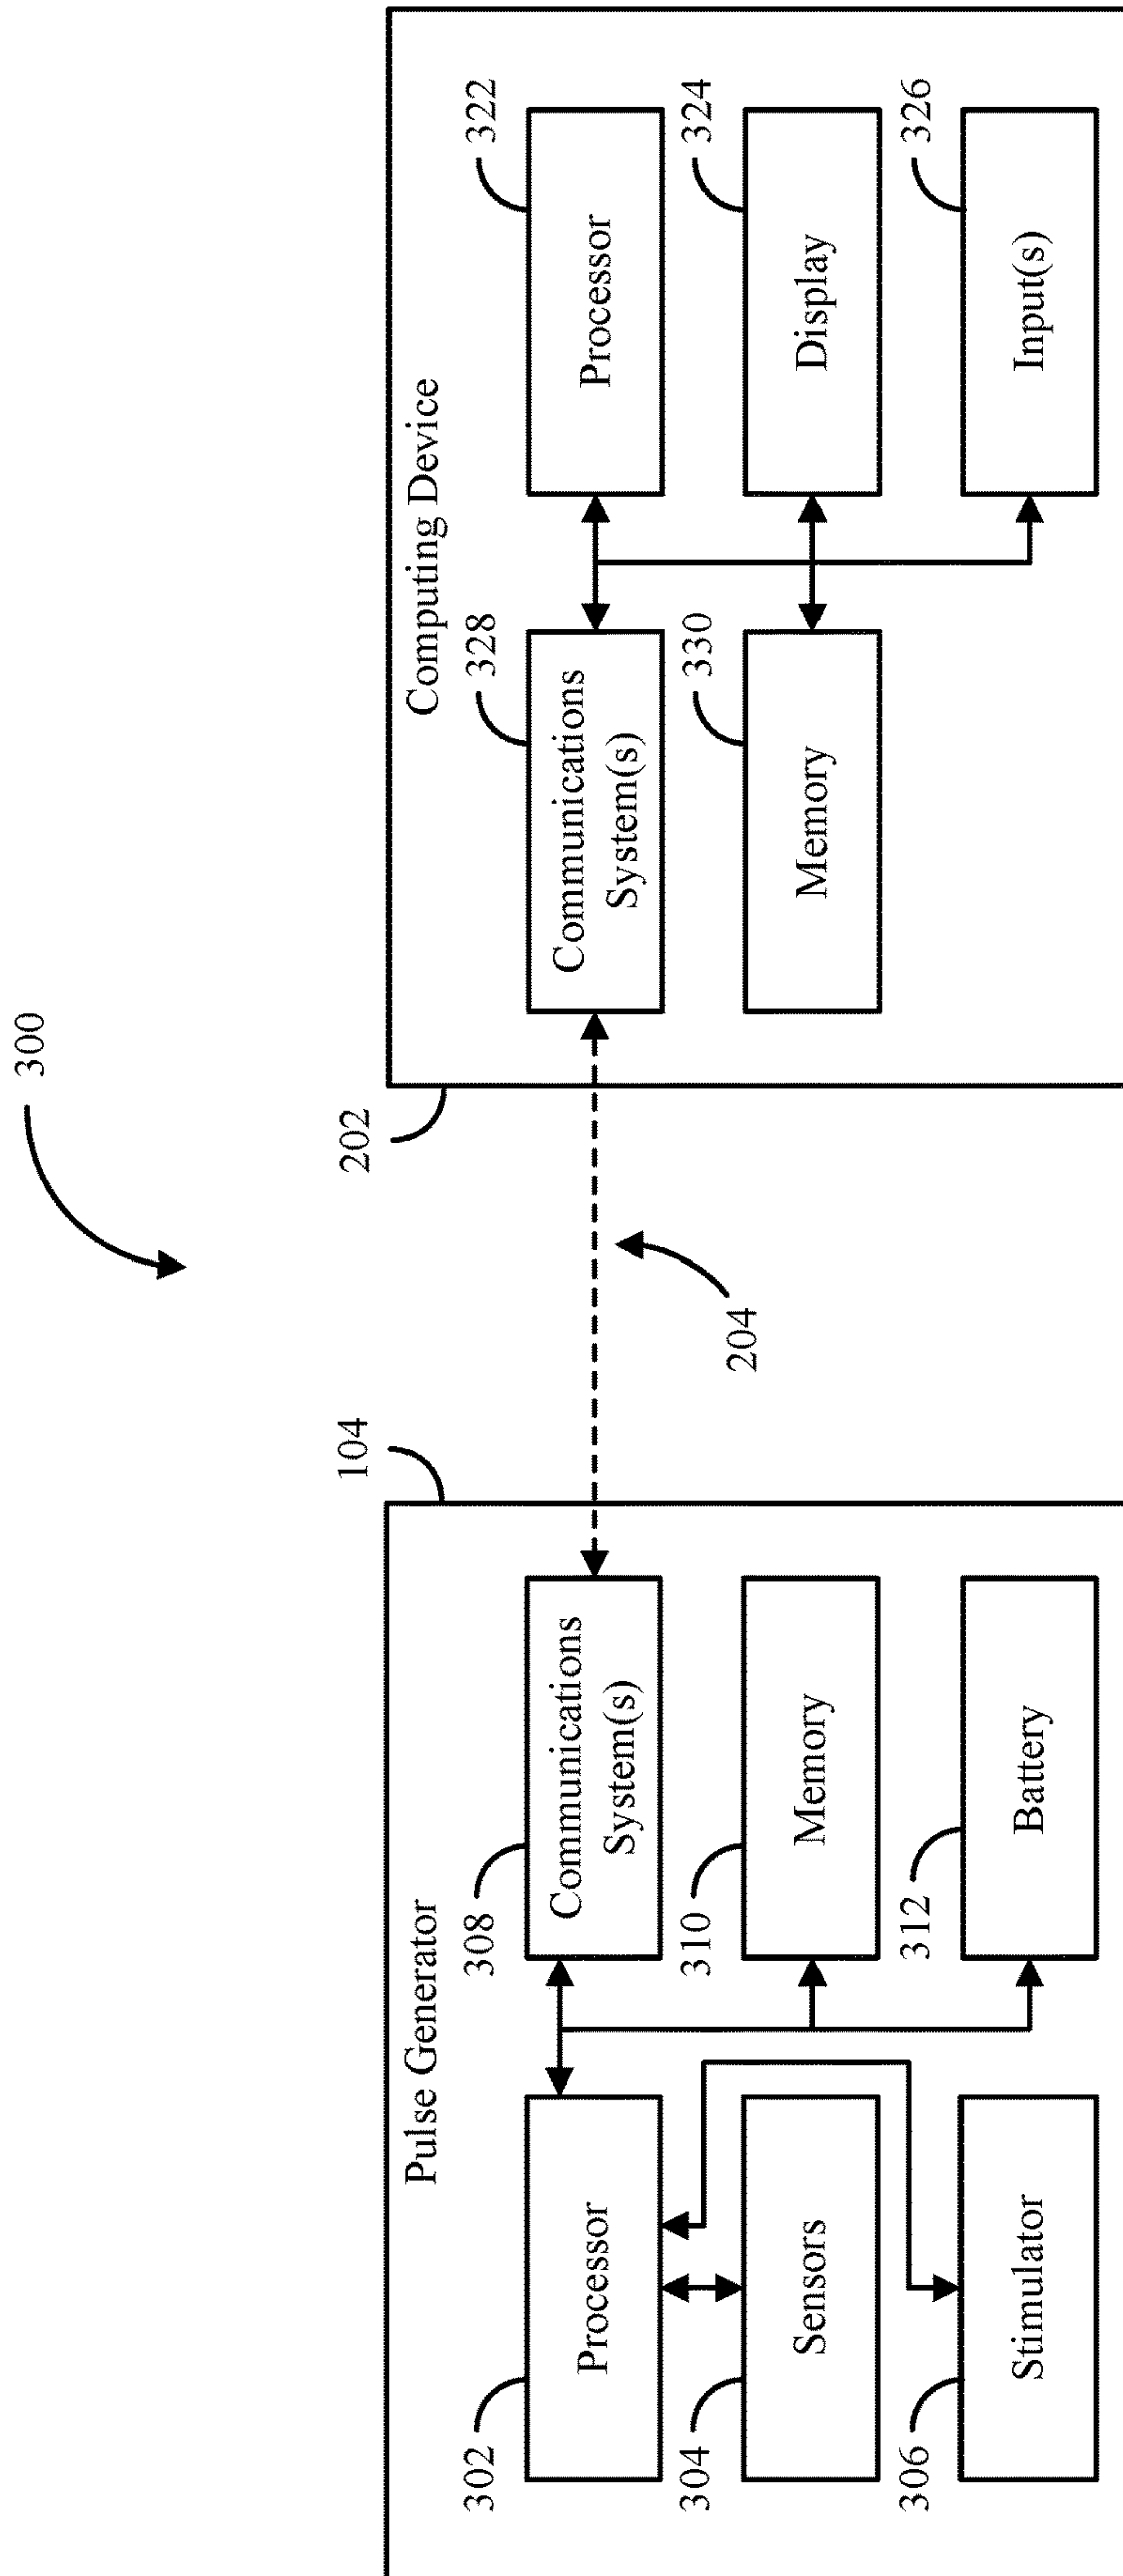 300
104
Pulse Generator
302
Processor
304
Sensors
306
Stimulator
308
Communications
System(s)
310
Memory
312
Battery
204
202
Computing Device
328
Communications
System(s)
330
Memory
322
Processor
324
Display
326
Input(s)